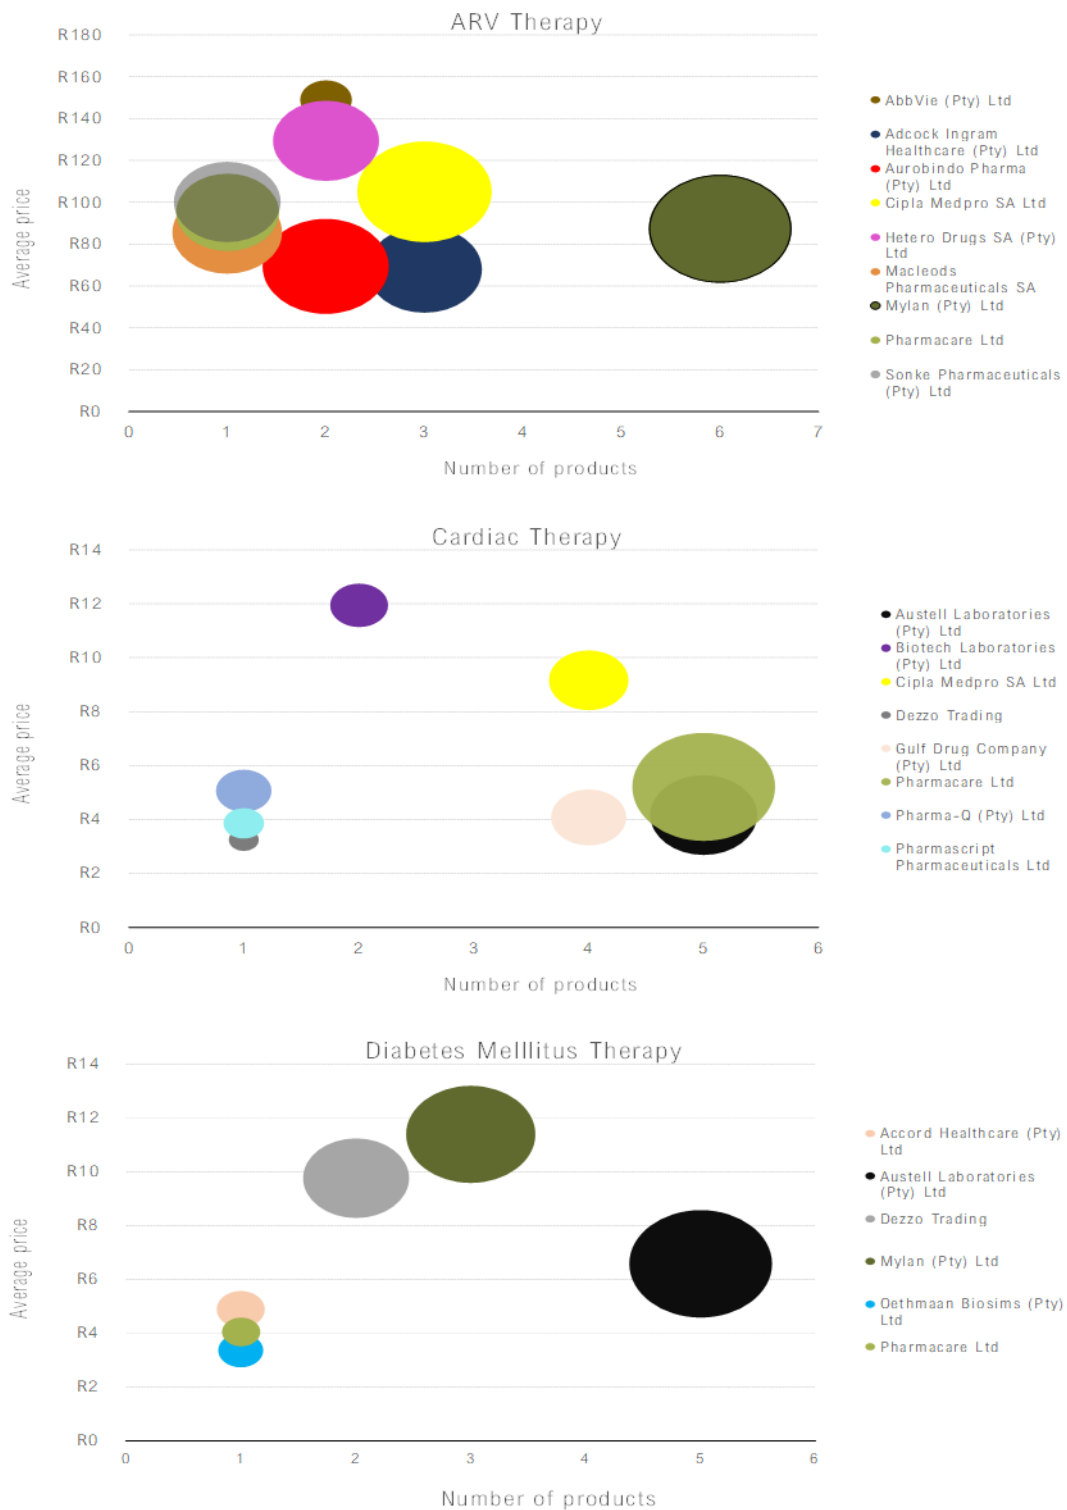 ARV Therapy
R180
R160
R140
R120
R100
R80
R60
R40
R20
R0
Average price
0 1 2 3 4 5 6 7
Number of products
AbbVie (Pty) Ltd
Adcock Ingram
Healthcare (Pty) Ltd
Aurobindo Pharma
(Pty) Ltd
Cipla Medpro SA Ltd
Hetero Drugs SA (Pty)
Ltd
Macleods
Pharmaceuticals SA
Mylan (Pty) Ltd
Pharmacare Ltd
Sonke Pharmaceuticals
(Pty) Ltd
Cardiac Therapy
R14
R12
R10
R8
R6
R4
R2
R0
Average price
0 1 2 3 4 5 6
Number of products
Austell Laboratories
(Pty) Ltd
Biotech Laboratories
(Pty) Ltd
Cipla Medpro SA Ltd
Dezzo Trading
Gulf Drug Company
(Pty) Ltd
Pharmacare Ltd
Pharma-Q (Pty) Ltd
Pharmascript
Pharmaceuticals Ltd
Diabetes Melllitus Therapy
R14
R12
R10
R8
R6
R4
R2
R0
Average price
0 1 2 3 4 5 6
Number of products
Accord Healthcare (Pty)
Ltd
Austell Laboratories
(Pty) Ltd
Dezzo Trading
Mylan (Pty) Ltd
Oethmaan Biosims (Pty)
Ltd
Pharmacare Ltd